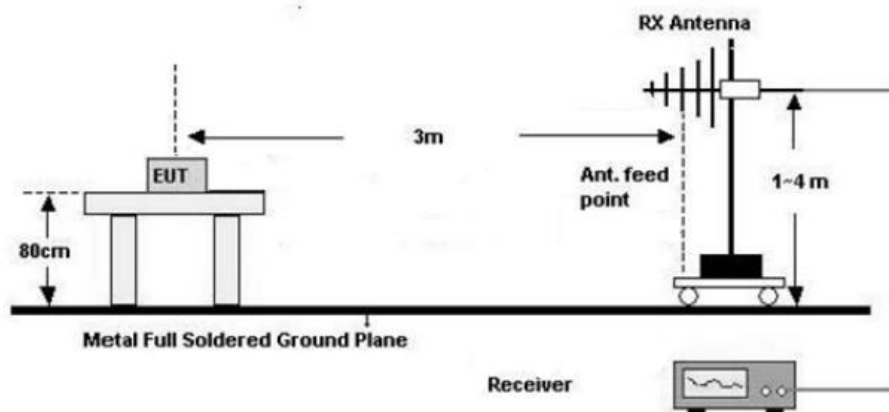 RX Antenna
3m
EUT
Ant. feed
point
1~4 m
80cm
Metal Full Soldered Ground Plane
Receiver